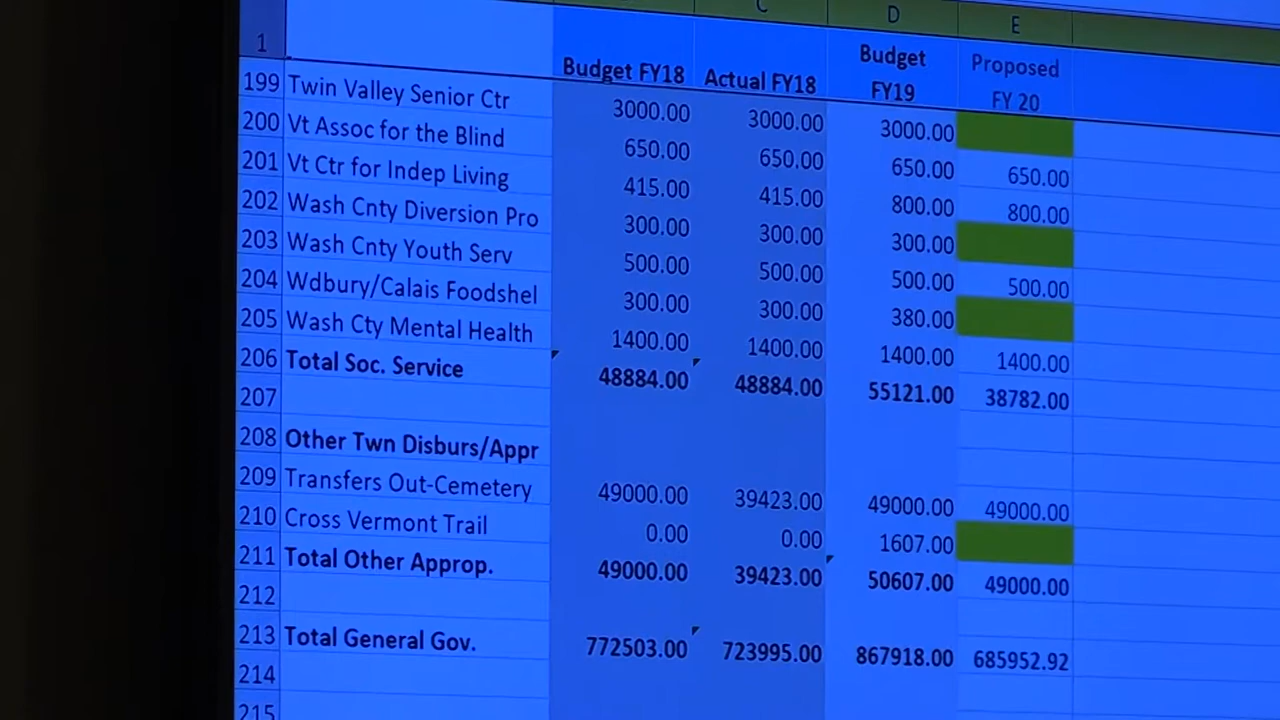 C D E
1 Budget FY18 Actual FY18 Budget FY19 Proposed FY 20
199 Twin Valley Senior Ctr 3000.00 3000.00 3000.00
200 Vt Assoc for the Blind 650.00 650.00 650.00 650.00
201 Vt Ctr for Indep Living 415.00 415.00 800.00 800.00
202 Wash Cnty Diversion Pro 300.00 300.00 300.00
203 Wash Cnty Youth Serv 500.00 500.00 500.00 500.00
204 Wdbury/Calais Foodshel 300.00 300.00 380.00
205 Wash Cty Mental Health 1400.00 1400.00 1400.00 1400.00
206 Total Soc. Service 48884.00 48884.00 55121.00 38782.00
207
208 Other Twn Disburs/Appr
209 Transfers Out-Cemetery 49000.00 39423.00 49000.00 49000.00
210 Cross Vermont Trail 0.00 0.00 1607.00
211 Total Other Approp. 49000.00 39423.00 50607.00 49000.00
212
213 Total General Gov. 772503.00 723995.00 867918.00 685952.92
214
215